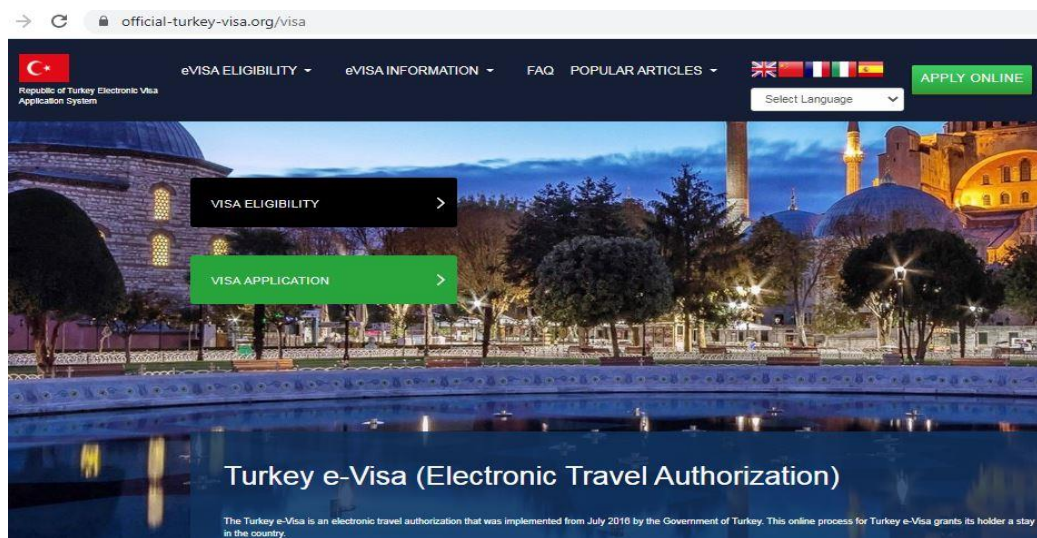 official-turkey-visa.org/visa
Republic of Turkey Electronic Visa
Application System
eVISA ELIGIBILITY
eVISA INFORMATION
FAQ
POPULAR ARTICLES
Select Language
APPLY ONLINE
VISA ELIGIBILITY
VISA APPLICATION
Turkey e-Visa (Electronic Travel Authorization)
The Turkey e-Visa is an electronic travel authorization that was implemented from July 2016 by the Government of Turkey. This online process for Turkey e-Visa grants its holder a stay
in the country.